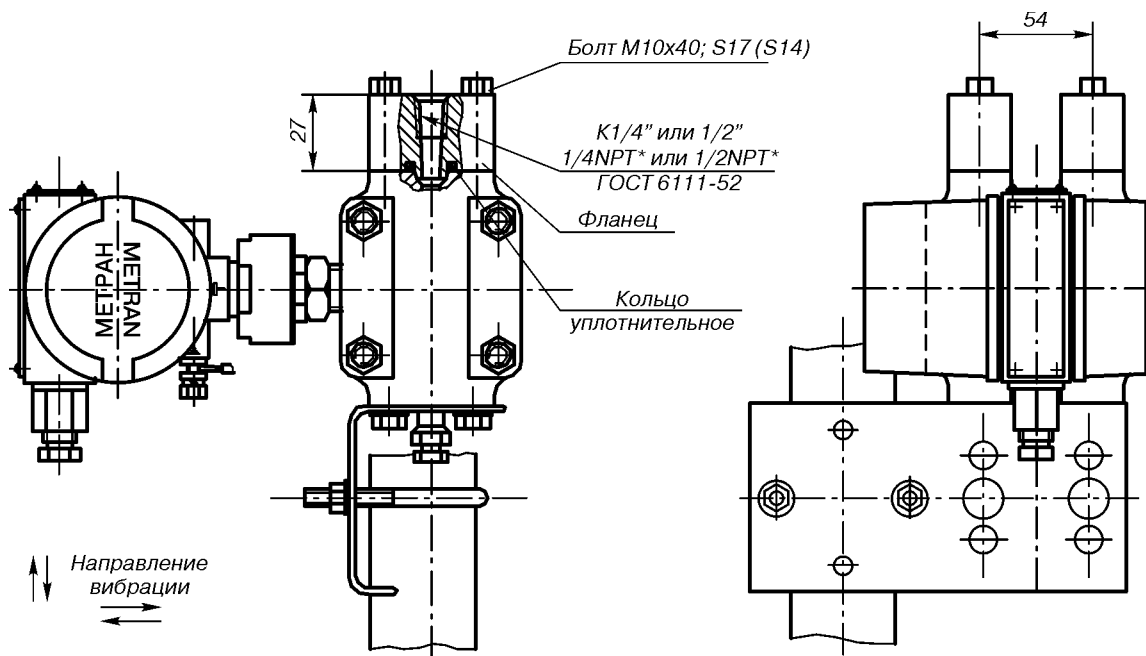 54
Болт М10х40; S17 (S14)
27
К1/4” или 1/2”
1/4NPT* или 1/2NPT*
ГОСТ 6111-52
Фланец
МЕТРАН
METRAN
Кольцо
уплотнительное
Направление
вибрации